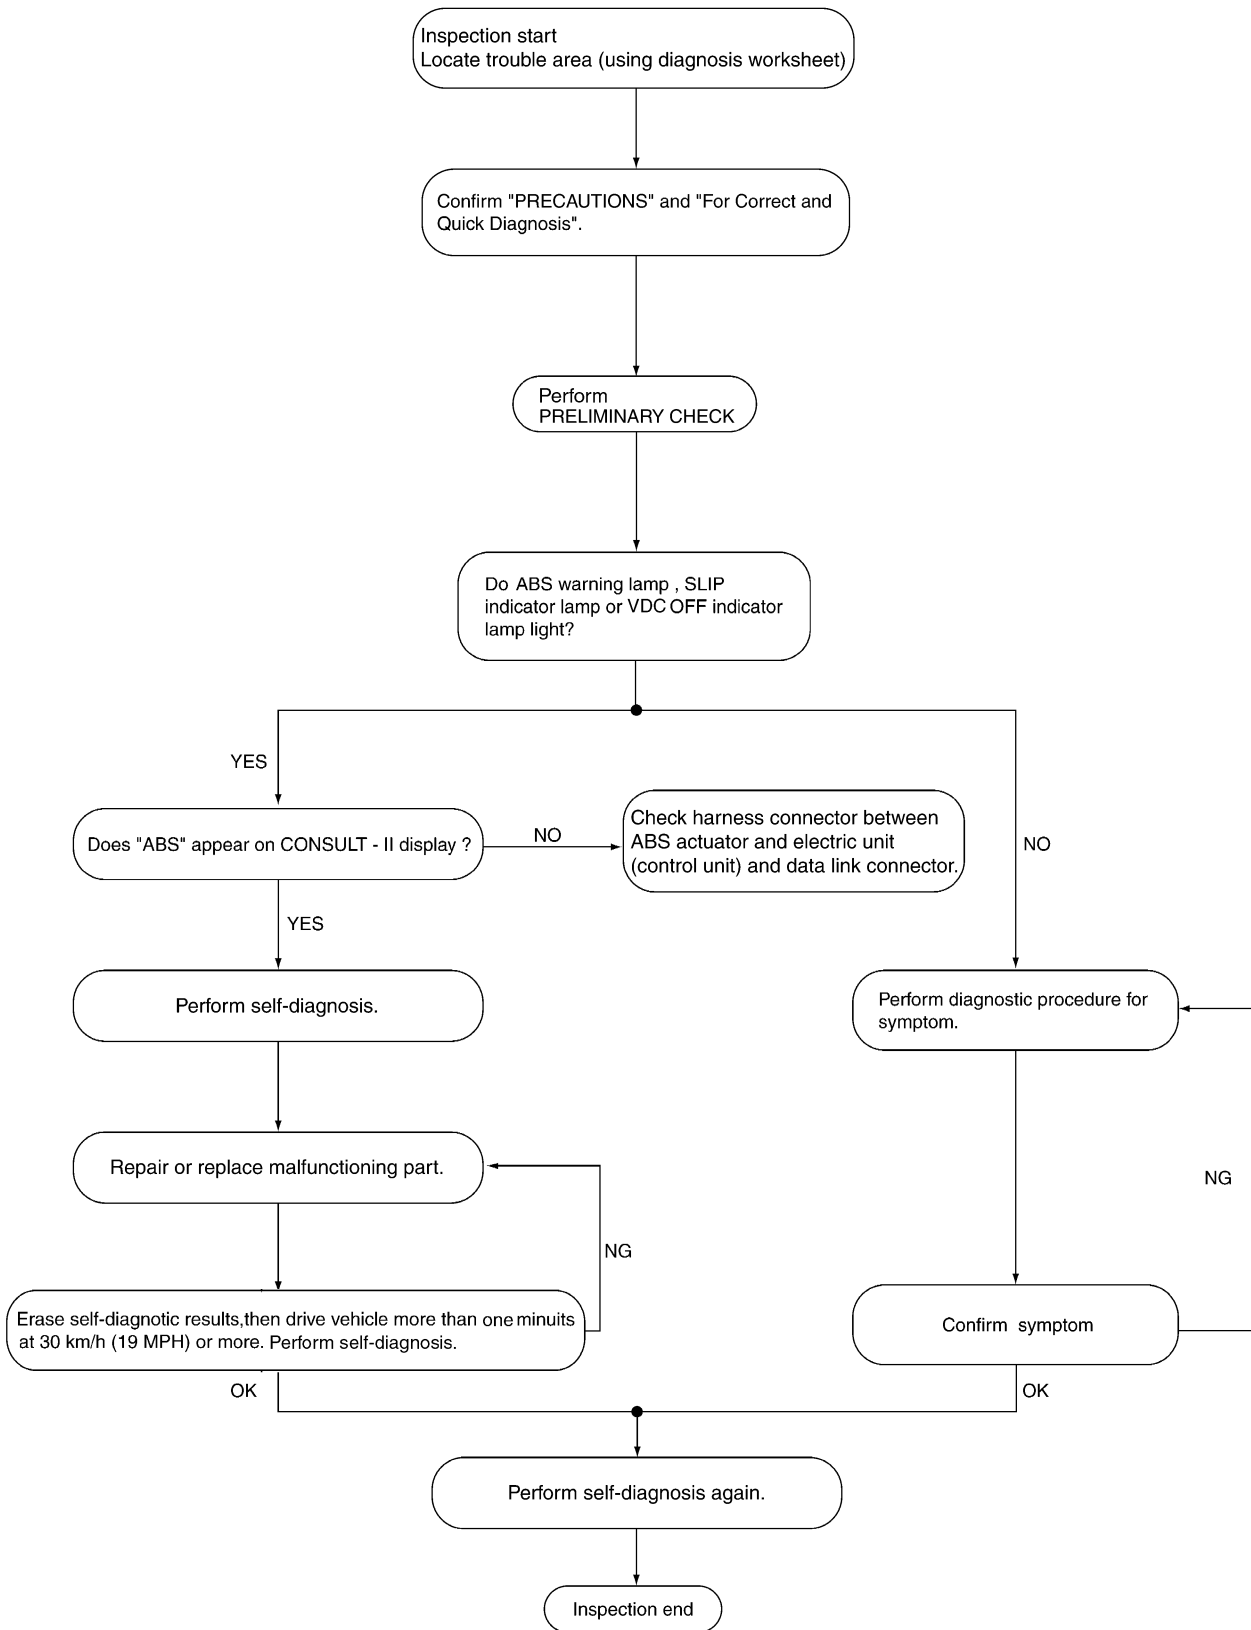 Inspection start
Locate trouble area (using diagnosis worksheet)
Confirm "PRECAUTIONS" and "For Correct and
Quick Diagnosis".
Perform
PRELIMINARY CHECK
Do ABS warning lamp , SLIP
indicator lamp or VDC OFF indicator
lamp light?
YES
NO
Does "ABS" appear on CONSULT - II display ?
NO
Check harness connector between
ABS actuator and electric unit
(control unit) and data link connector.
YES
Perform self-diagnosis.
Perform diagnostic procedure for
symptom.
Repair or replace malfunctioning part.
NG
NG
Erase self-diagnotic results,then drive vehicle more than one minuits
at 30 km/h (19 MPH) or more. Perform self-diagnosis.
Confirm symptom
OK
OK
Perform self-diagnosis again.
Inspection end